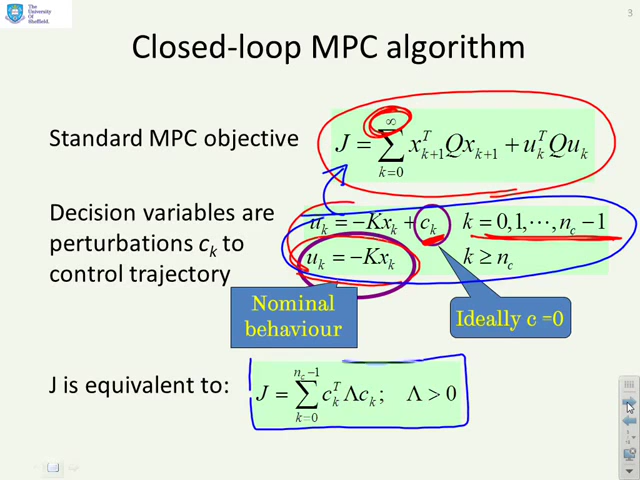 The
University
Of
Sheffield.
3
Closed-loop MPC algorithm
Standard MPC objective
J = ∑_{k=0}^{∞} x_{k+1}^T Q x_{k+1} + u_k^T Q u_k
Decision variables are
perturbations c_k to
control trajectory
u_k = −Kx_k + c_k   k = 0,1,⋯,n_c −1
u_k = −Kx_k   k ≥ n_c
Nominal
behaviour
Ideally c =0
J is equivalent to:
J = ∑_{k=0}^{n_c−1} c_k^T Λ c_k ;   Λ > 0